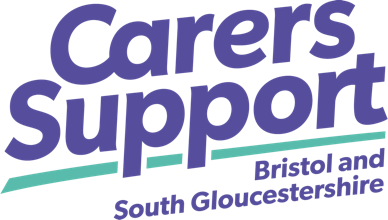 Carers
Support
Bristol and
South Gloucestershire